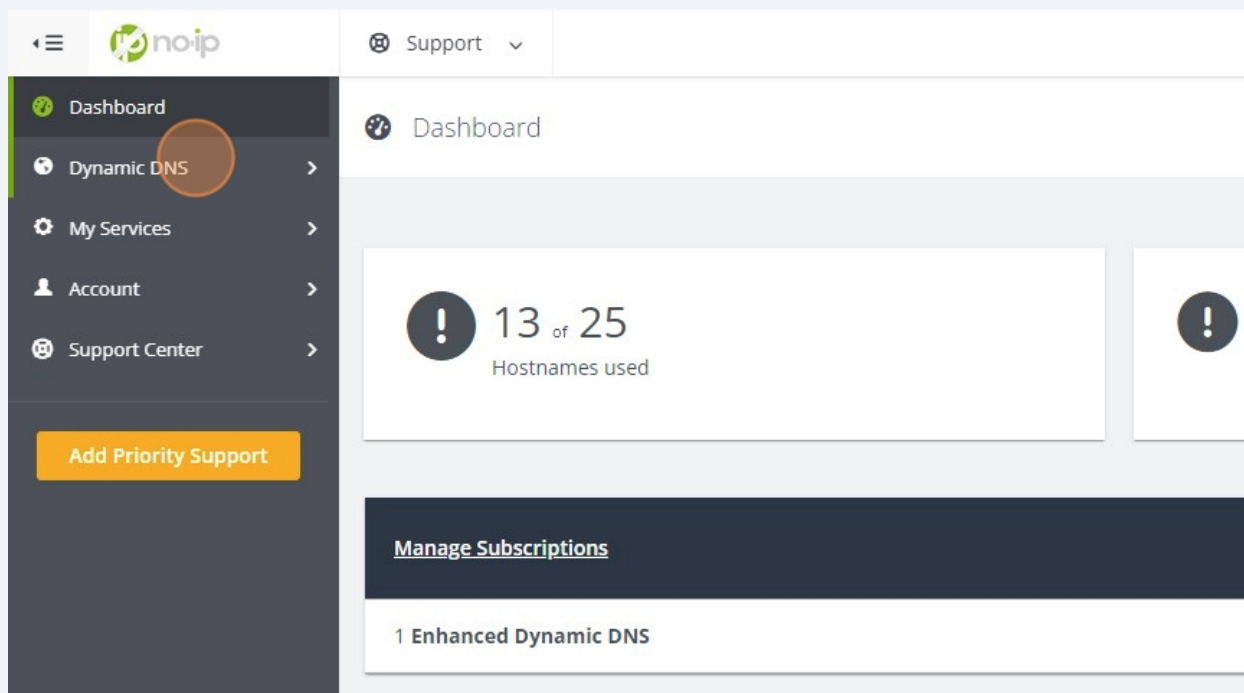 no-ip
Support
Dashboard
Dynamic DNS
My Services
Account
Support Center
Add Priority Support
Dashboard
13 of 25
Hostnames used
Manage Subscriptions
1 Enhanced Dynamic DNS